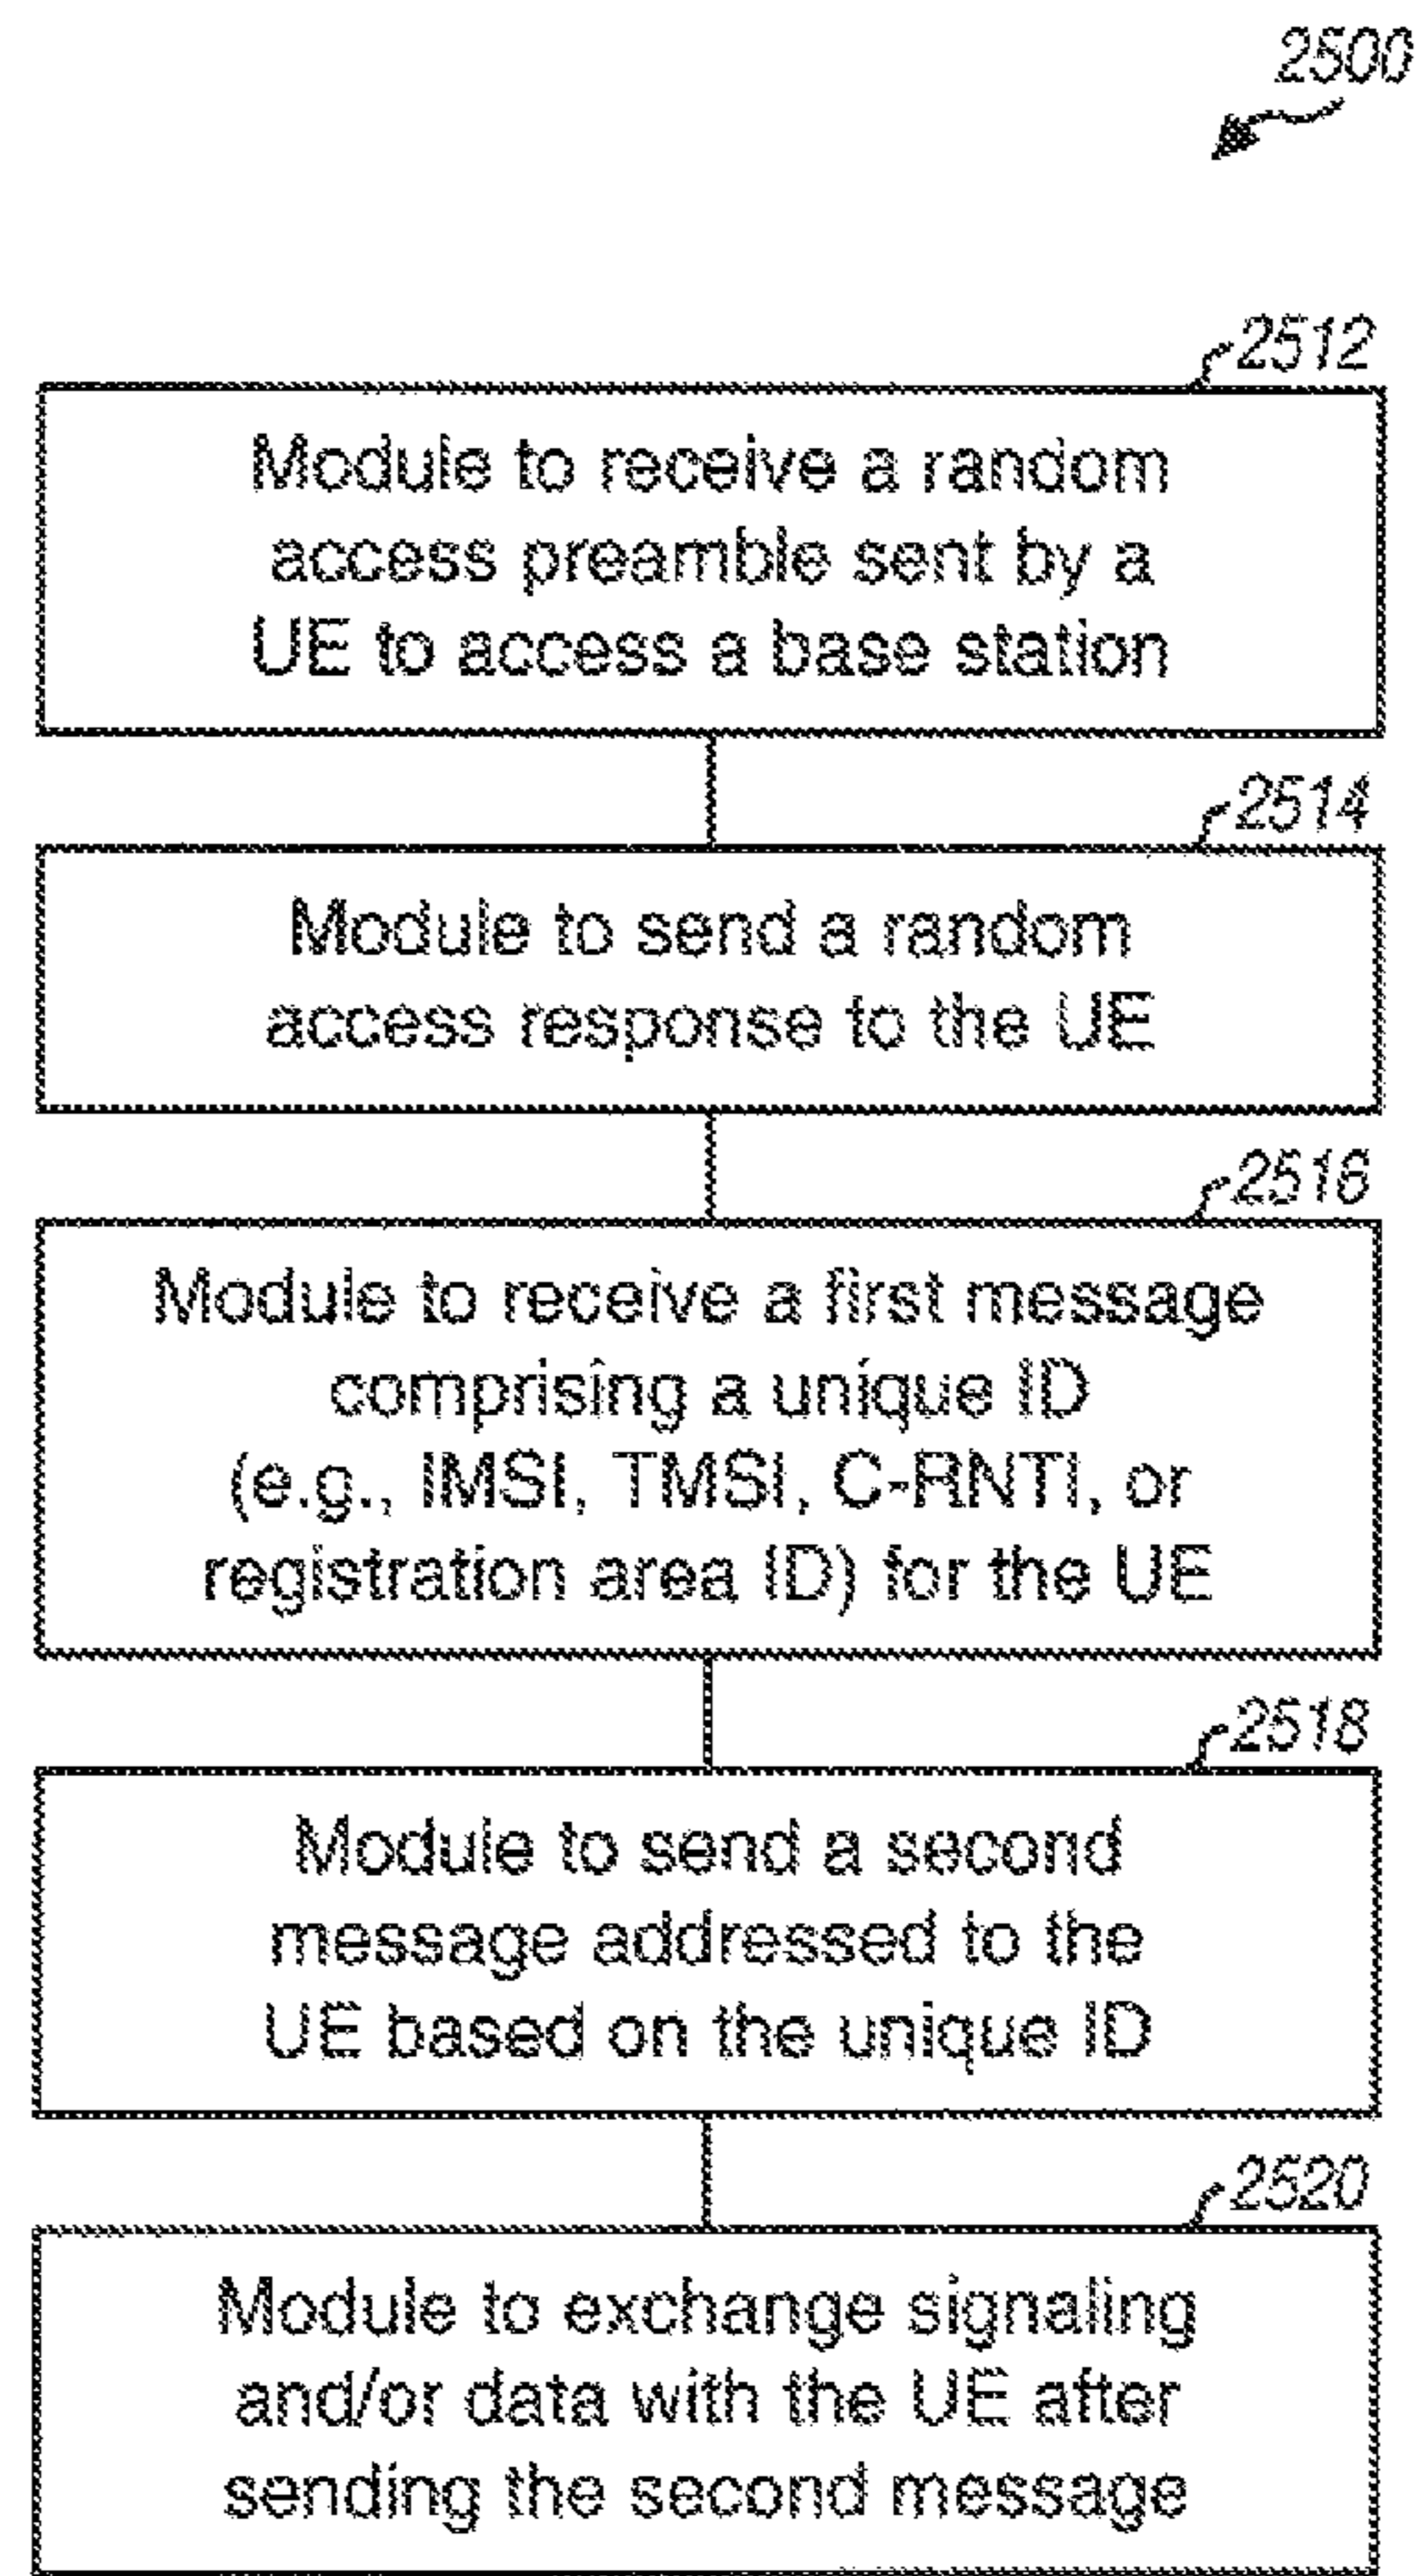 2500
2512
Module to receive a random
access preamble sent by a
UE to access a base station
2514
Module to send a random
access response to the UE
2516
Module to receive a first message
comprising a unique ID
(e.g., IMSI, TMSI, C-RNTI, or
registration area ID) for the UE
2518
Module to send a second
message addressed to the
UE based on the unique ID
2520
Module to exchange signaling
and/or data with the UE after
sending the second message